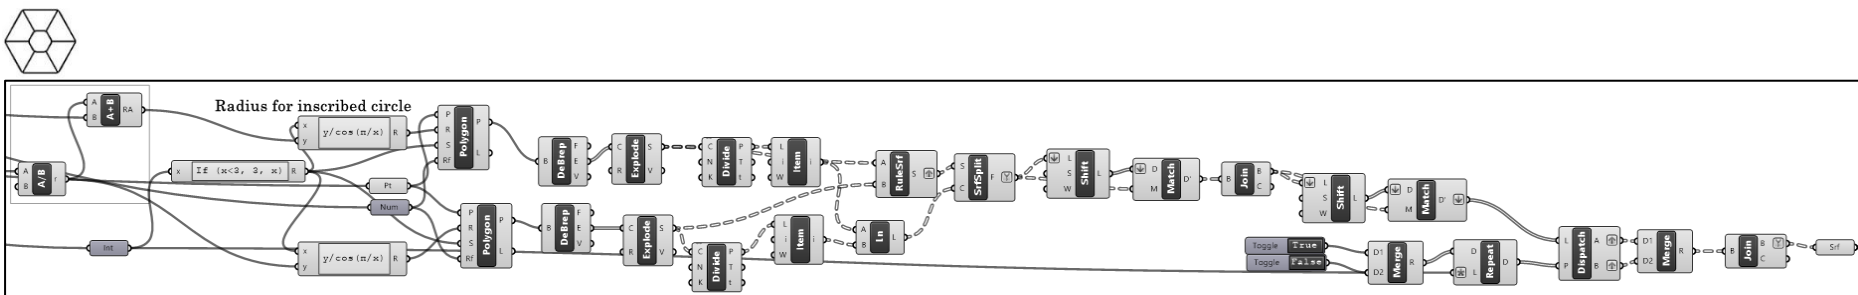 Radius for inscribed circle
A
B
A+B
RA
A
B
A/B
r
x
If (x<3, 3, x)
R
x
y
y/cos(π/x)
R
P
R
S
Rf
Polygon
P
L
Pt
Num
Int
x
y
y/cos(π/x)
R
P
R
S
Rf
Polygon
P
L
B
DeBrep
F
E
V
C
R
Explode
S
V
C
N
K
Divide
P
T
t
L
i
W
Item
i
B
DeBrep
F
E
V
C
R
Explode
S
V
C
N
K
Divide
P
T
t
L
i
W
Item
i
A
B
RuleSrf
S
A
B
Ln
L
S
C
SrfSplit
F
L
S
W
Shift
L
D
M
Match
D'
B
Join
B
C
L
S
W
Shift
L
D
M
Match
D'
Toggle True
Toggle False
D1
D2
Merge
R
D
L
Repeat
D
L
P
Dispatch
A
B
D1
D2
Merge
R
B
Join
B
C
Srf